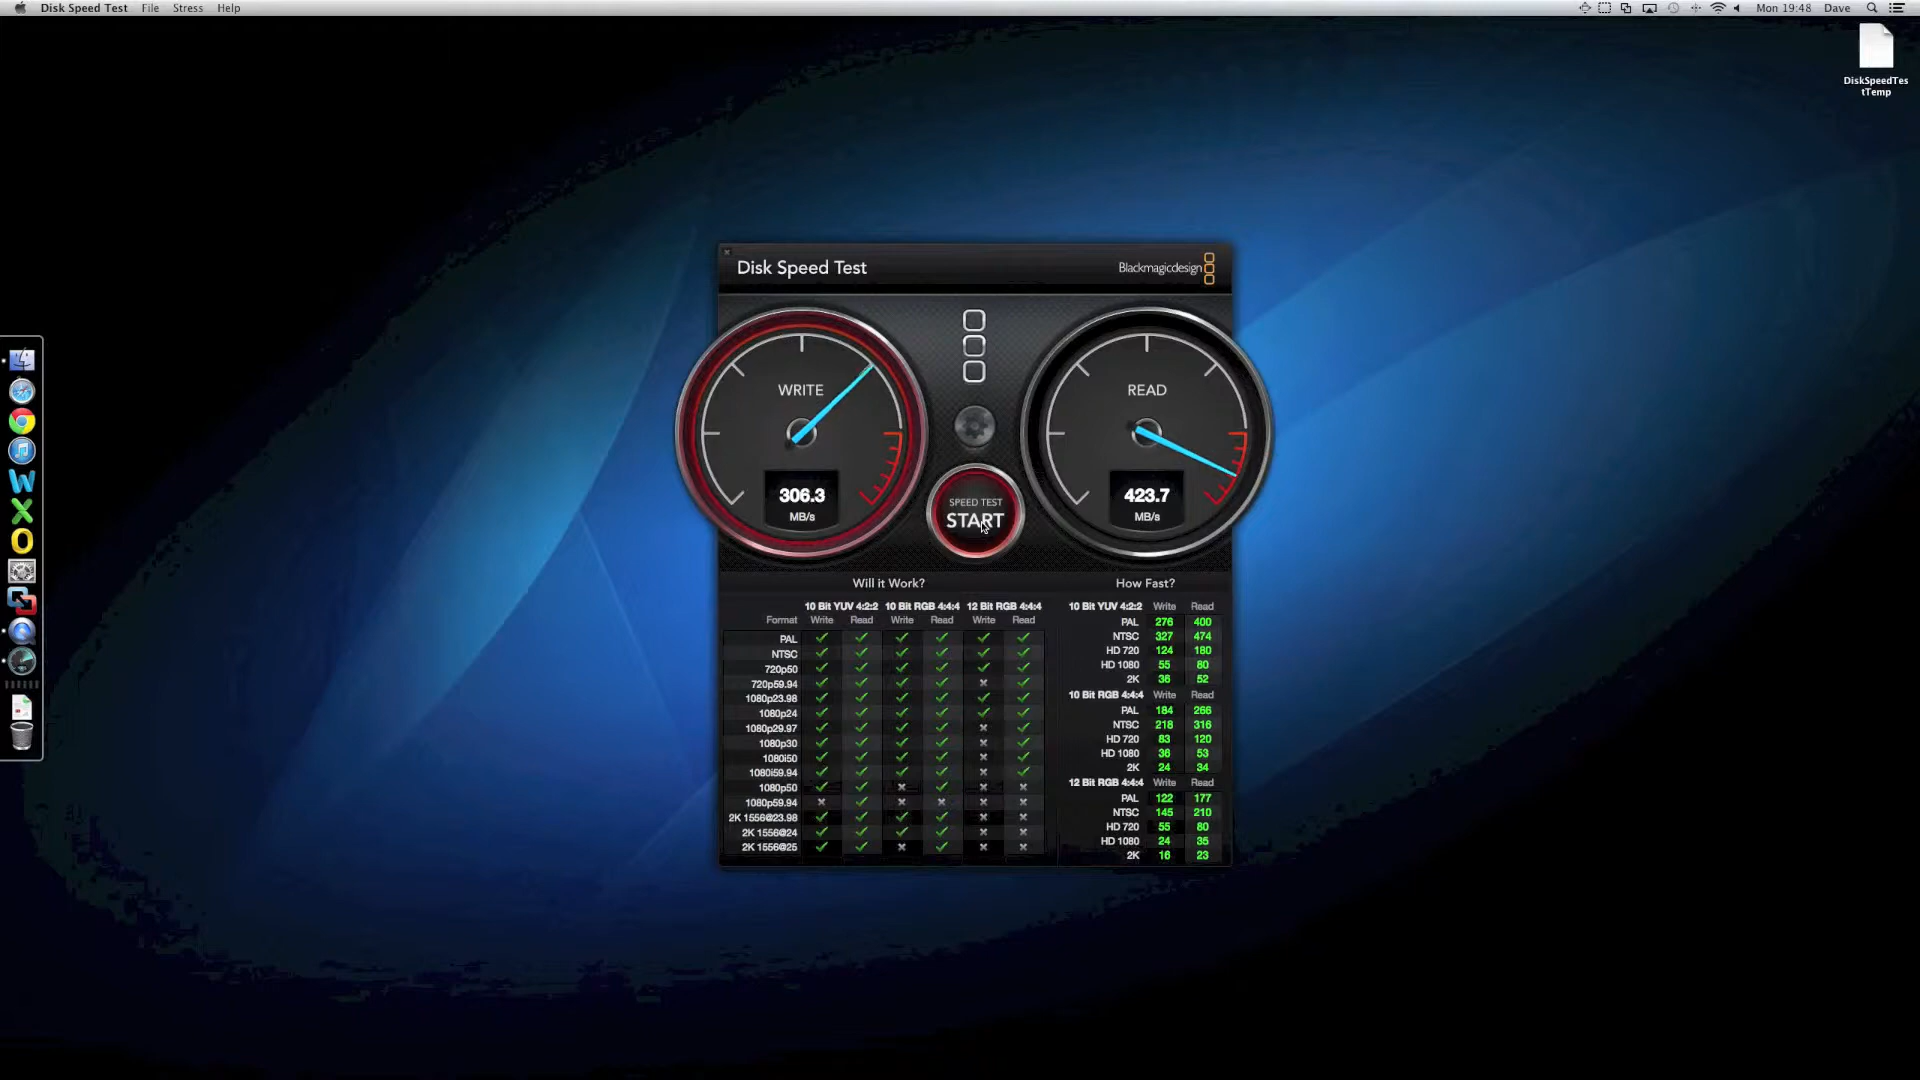 Disk Speed Test File Stress Help
Mon 19:48 Dave
DiskSpeedTes
tTemp
Disk Speed Test
Blackmagicdesign
WRITE
306.3
MB/s
SPEED TEST
START
READ
423.7
MB/s
Will it Work?
10 Bit YUV 4:2:2 10 Bit RGB 4:4:4 12 Bit RGB 4:4:4
Format Write Read Write Read Write Read
PAL ✓ ✓ ✓ ✓ ✓ ✓
NTSC ✓ ✓ ✓ ✓ ✓ ✓
720p50 ✓ ✓ ✓ ✓ ✓ ✓
720p59.94 ✓ ✓ ✓ ✓ × ✓
1080p23.98 ✓ ✓ ✓ ✓ ✓ ✓
1080p24 ✓ ✓ ✓ ✓ ✓ ✓
1080p29.97 ✓ ✓ ✓ ✓ × ✓
1080p30 ✓ ✓ ✓ ✓ × ✓
1080i50 ✓ ✓ ✓ ✓ × ✓
1080i59.94 ✓ ✓ ✓ ✓ × ✓
1080p50 ✓ ✓ × ✓ × ×
1080p59.94 × ✓ × × × ×
2K 1556@23.98 ✓ ✓ ✓ ✓ × ×
2K 1556@24 ✓ ✓ ✓ ✓ × ×
2K 1556@25 ✓ ✓ × ✓ × ×
How Fast?
10 Bit YUV 4:2:2 Write Read
PAL 276 400
NTSC 327 474
HD 720 124 180
HD 1080 55 80
2K 36 52
10 Bit RGB 4:4:4 Write Read
PAL 184 266
NTSC 218 316
HD 720 83 120
HD 1080 36 53
2K 24 34
12 Bit RGB 4:4:4 Write Read
PAL 122 177
NTSC 145 210
HD 720 55 80
HD 1080 24 35
2K 16 23